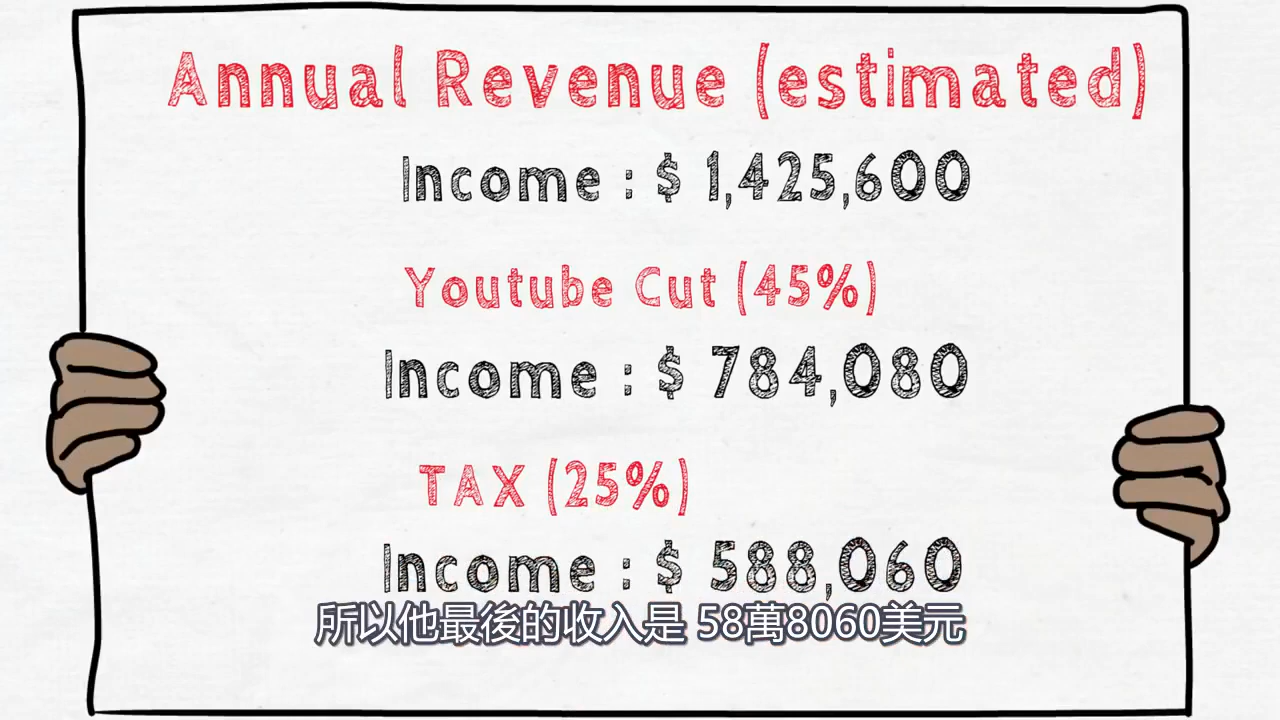 Annual Revenue (estimated)
Income : $ 1,425,600
Youtube Cut (45%)
Income : $ 784,080
TAX (25%)
Income : $ 588,060
所以他最後的收入是 58萬8060美元